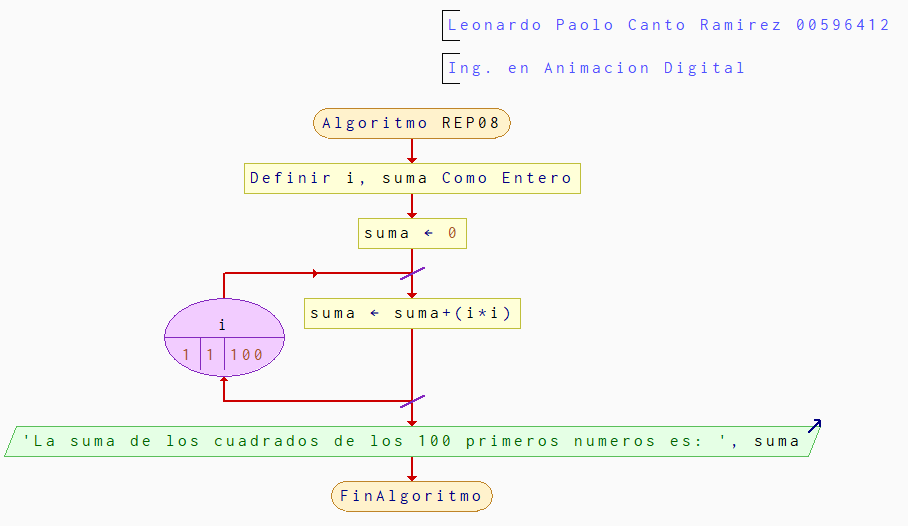 Leonardo Paolo Canto Ramirez 00596412
Ing. en Animacion Digital
Algoritmo REP08
Definir i, suma Como Entero
suma ← 0
suma ← suma+(i*i)
i
1 1 100
'La suma de los cuadrados de los 100 primeros numeros es: ', suma
FinAlgoritmo